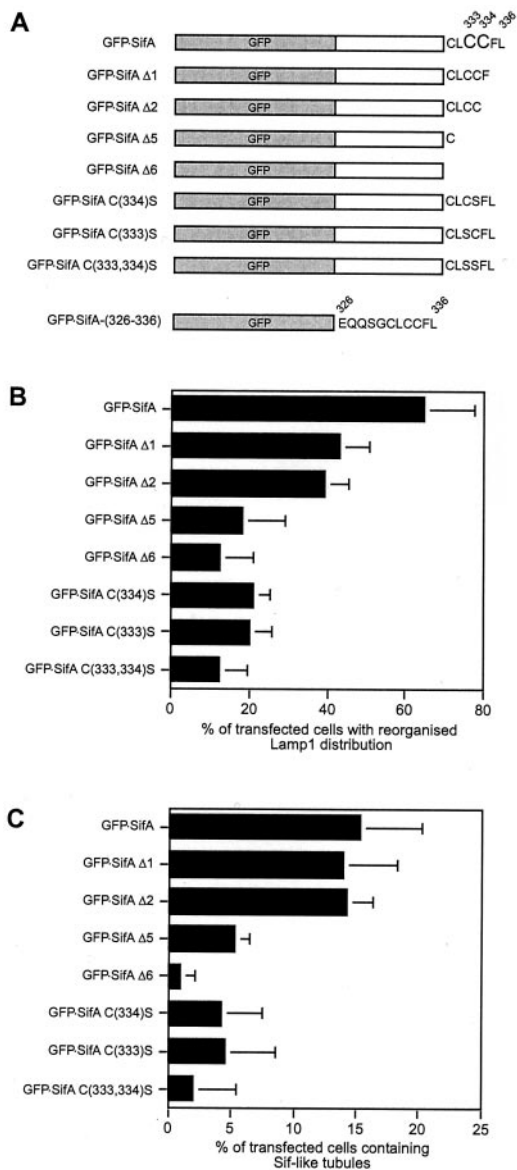 A
333
334
336
GFP-SifA
GFP
CLCCFL
GFP-SifA Δ1
GFP
CLCCF
GFP-SifA Δ2
GFP
CLCC
GFP-SifA Δ5
GFP
C
GFP-SifA Δ6
GFP
GFP-SifA C(334)S
GFP
CLCSFL
GFP-SifA C(333)S
GFP
CLSCFL
GFP-SifA C(333,334)S
GFP
CLSSFL
326
336
GFP-SifA-(326-336)
GFP
EQQSGCLCCFL
B
GFP-SifA
GFP-SifA Δ1
GFP-SifA Δ2
GFP-SifA Δ5
GFP-SifA Δ6
GFP-SifA C(334)S
GFP-SifA C(333)S
GFP-SifA C(333,334)S
0 20 40 60 80
% of transfected cells with reorganised
Lamp1 distribution
C
GFP-SifA
GFP-SifA Δ1
GFP-SifA Δ2
GFP-SifA Δ5
GFP-SifA Δ6
GFP-SifA C(334)S
GFP-SifA C(333)S
GFP-SifA C(333,334)S
0 5 10 15 20 25
% of transfected cells containing
Sif-like tubules